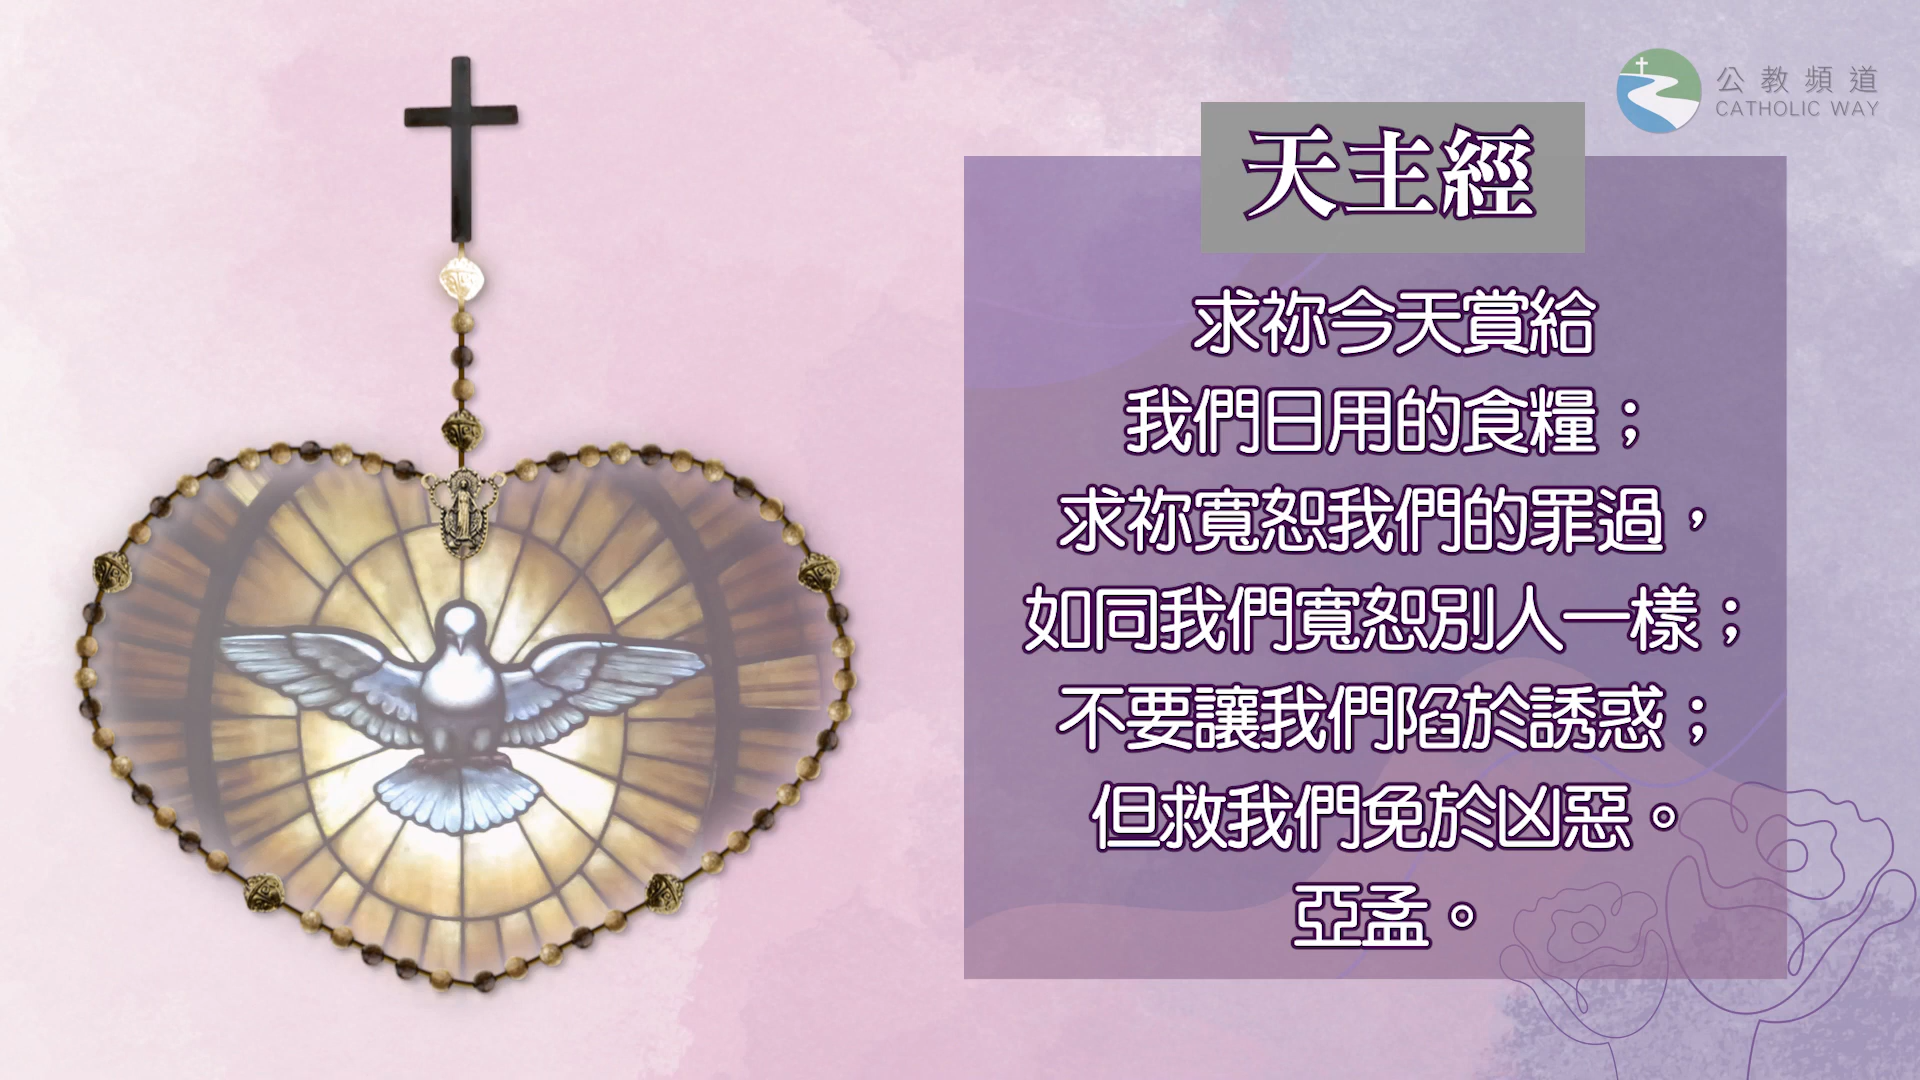 公教頻道
CATHOLIC WAY
天主經
求祢今天賞給
我們日用的食糧；
求祢寬恕我們的罪過，
如同我們寬恕別人一樣；
不要讓我們陷於誘惑；
但救我們免於凶惡。
亞孟。